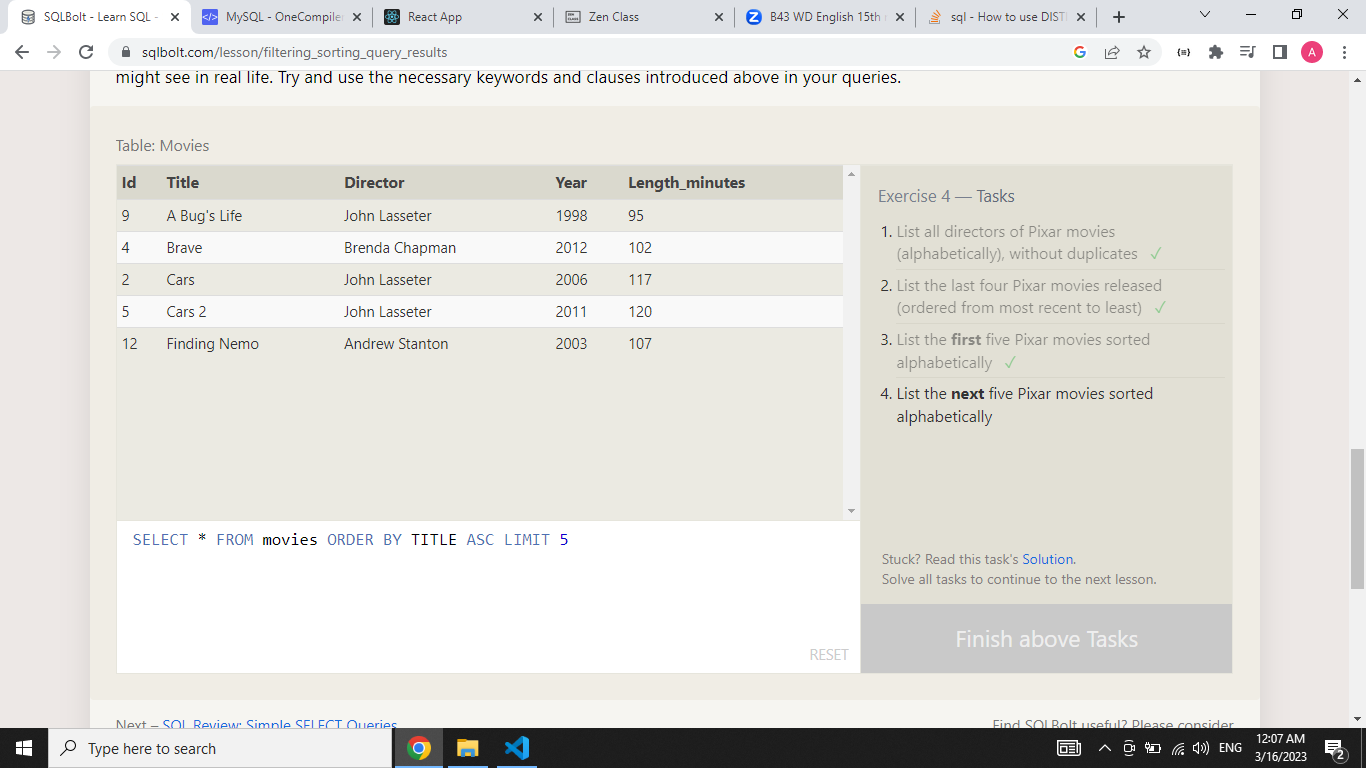 SQLBolt - Learn SQL -
MySQL - OneCompiler
React App
Zen Class
B43 WD English 15th
sql - How to use DIST
sqlbolt.com/lesson/filtering_sorting_query_results
A
might see in real life. Try and use the necessary keywords and clauses introduced above in your queries.
Table: Movies
Id Title Director Year Length_minutes
9 A Bug's Life John Lasseter 1998 95
4 Brave Brenda Chapman 2012 102
2 Cars John Lasseter 2006 117
5 Cars 2 John Lasseter 2011 120
12 Finding Nemo Andrew Stanton 2003 107
SELECT * FROM movies ORDER BY TITLE ASC LIMIT 5
RESET
Exercise 4 — Tasks
1. List all directors of Pixar movies
(alphabetically), without duplicates ✓
2. List the last four Pixar movies released
(ordered from most recent to least) ✓
3. List the first five Pixar movies sorted
alphabetically ✓
4. List the next five Pixar movies sorted
alphabetically
Stuck? Read this task's Solution.
Solve all tasks to continue to the next lesson.
Finish above Tasks
Next – SQL Review: Simple SELECT Queries
Find SQLBolt useful? Please consider
Type here to search
ENG
12:07 AM
3/16/2023
2